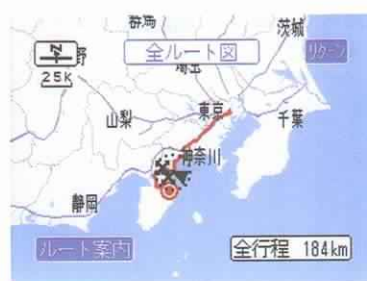 群馬
茨城
野
全ルート図
リターン
25K
埼玉
東京
山梨
千葉
神奈川
静岡
ルート案内
全行程 184km